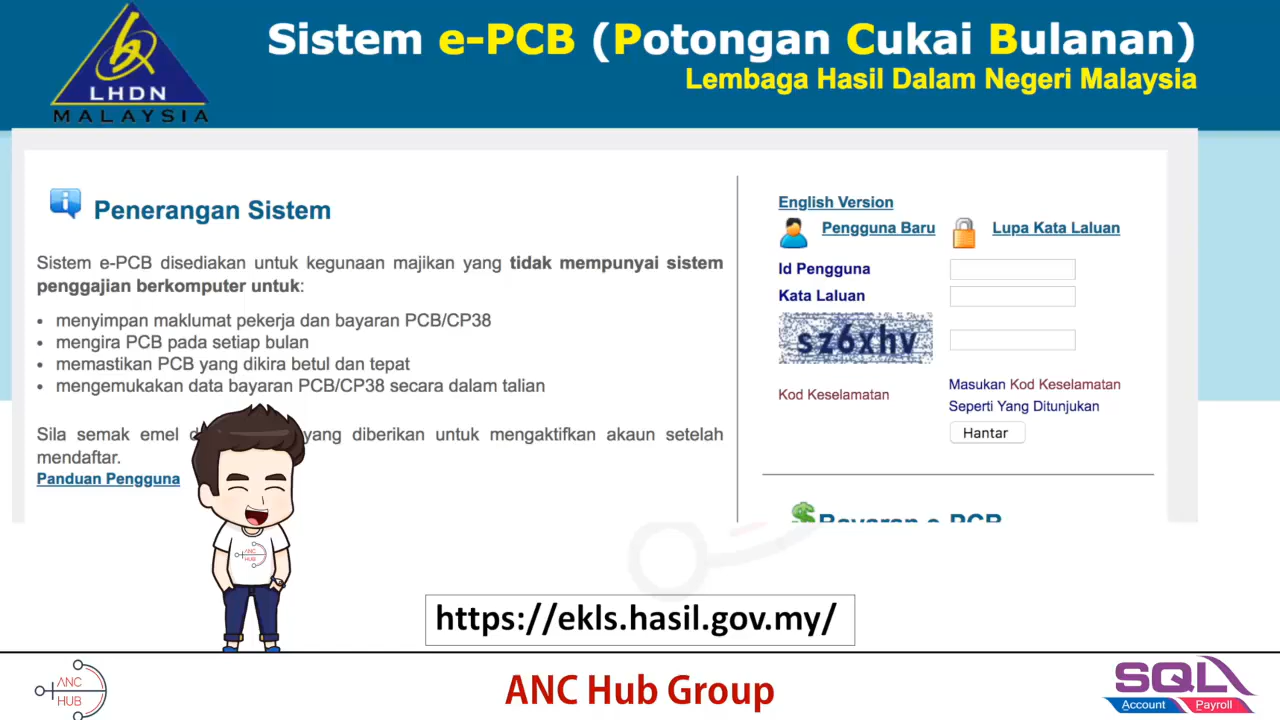 LHDN
MALAYSIA
Sistem e-PCB (Potongan Cukai Bulanan)
Lembaga Hasil Dalam Negeri Malaysia
Penerangan Sistem
Sistem e-PCB disediakan untuk kegunaan majikan yang tidak mempunyai sistem
penggajian berkomputer untuk:
• menyimpan maklumat pekerja dan bayaran PCB/CP38
• mengira PCB pada setiap bulan
• memastikan PCB yang dikira betul dan tepat
• mengemukakan data bayaran PCB/CP38 secara dalam talian
Sila semak emel yang diberikan untuk mengaktifkan akaun setelah
mendaftar.
Panduan Pengguna
English Version
Pengguna Baru
Lupa Kata Laluan
Id Pengguna
Kata Laluan
sz6xhv
Kod Keselamatan
Masukan Kod Keselamatan
Seperti Yang Ditunjukan
Hantar
Bayaran e-PCB
ANC
HUB
https://ekls.hasil.gov.my/
ANC
HUB
ANC Hub Group
SQL
Account Payroll